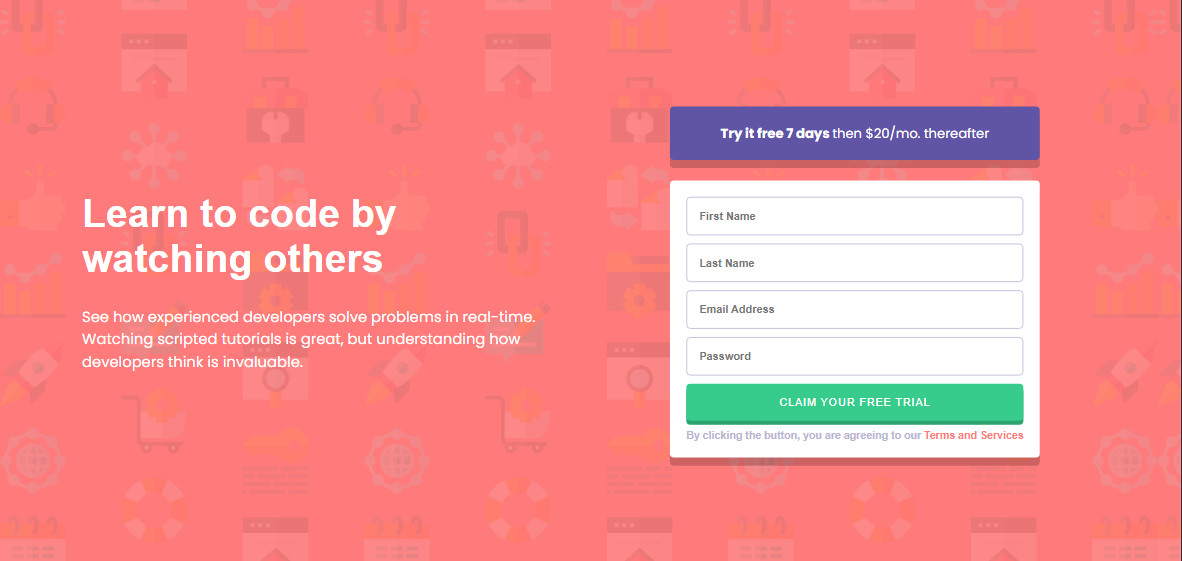 Learn to code by
watching others
See how experienced developers solve problems in real-time.
Watching scripted tutorials is great, but understanding how
developers think is invaluable.
Try it free 7 days then $20/mo. thereafter
First Name
Last Name
Email Address
Password
CLAIM YOUR FREE TRIAL
By clicking the button, you are agreeing to our Terms and Services